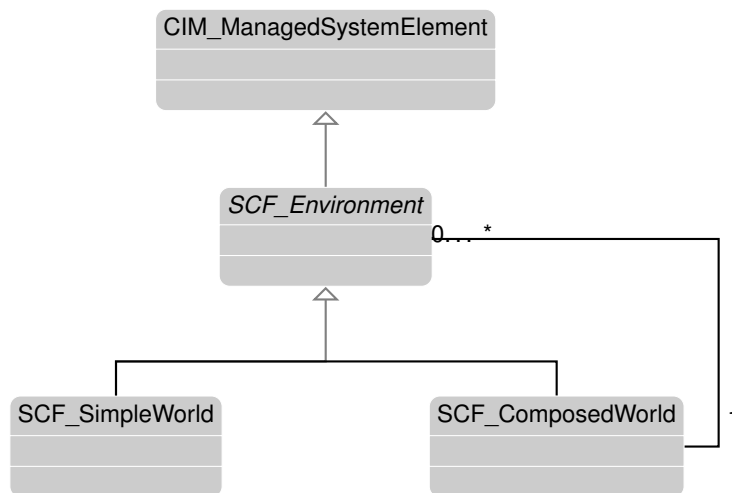 CIM_ManagedSystemElement
SCF_Environment
0... *
SCF_SimpleWorld
SCF_ComposedWorld